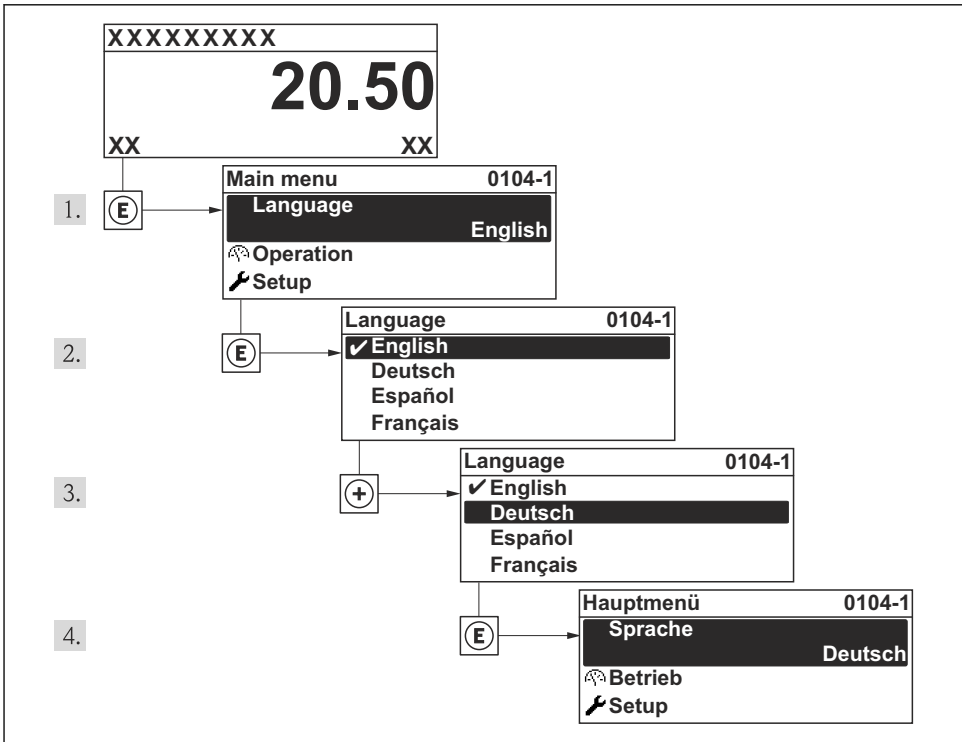 XXXXXXXXX
20.50
XX XX
1. E
Main menu 0104-1
Language
English
Operation
Setup
2. E
Language 0104-1
✔English
Deutsch
Español
Français
3. +
Language 0104-1
✔English
Deutsch
Español
Français
4. E
Hauptmenü 0104-1
Sprache
Deutsch
Betrieb
Setup